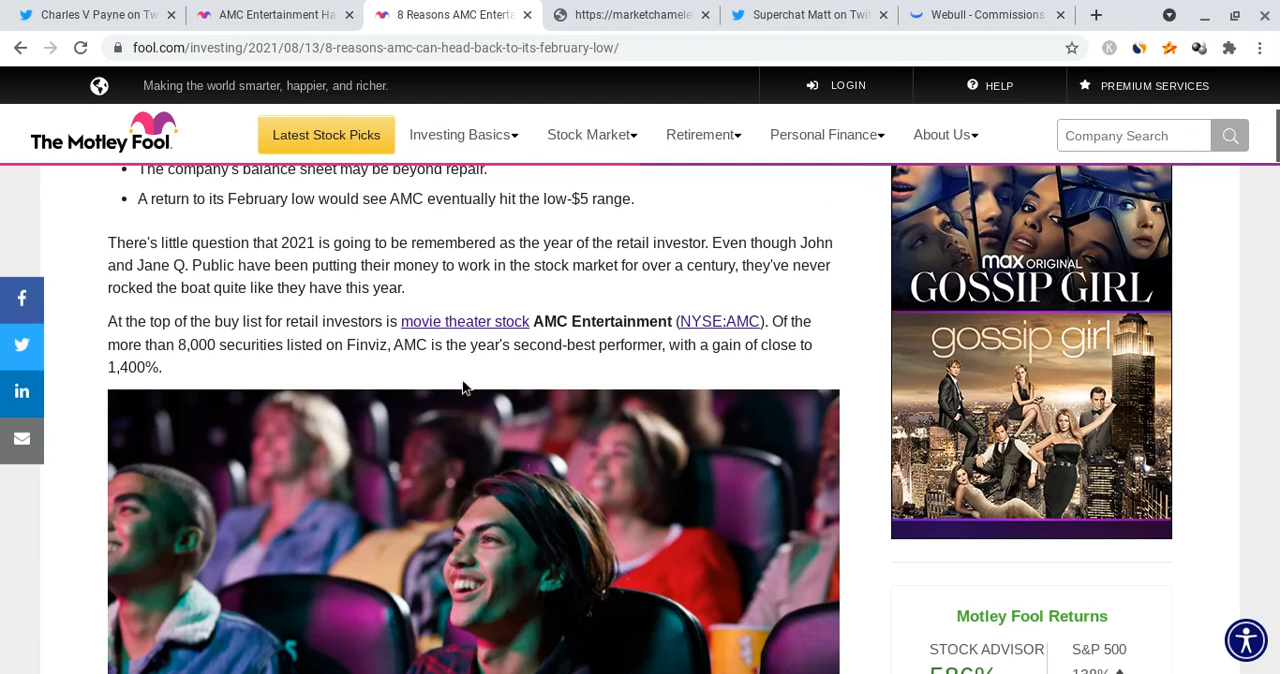 Charles V Payne on Tw
AMC Entertainment Ha
8 Reasons AMC Enterta
https://marketchamele
Superchat Matt on Twi
Webull - Commissions
fool.com/investing/2021/08/13/8-reasons-amc-can-head-back-to-its-february-low/
K
Making the world smarter, happier, and richer.
LOGIN
HELP
PREMIUM SERVICES
The Motley Fool.
Latest Stock Picks
Investing Basics
Stock Market
Retirement
Personal Finance
About Us
Company Search
The company's balance sheet may be beyond repair.
A return to its February low would see AMC eventually hit the low-$5 range.
There's little question that 2021 is going to be remembered as the year of the retail investor. Even though John
and Jane Q. Public have been putting their money to work in the stock market for over a century, they've never
rocked the boat quite like they have this year.
At the top of the buy list for retail investors is movie theater stock AMC Entertainment (NYSE:AMC). Of the
more than 8,000 securities listed on Finviz, AMC is the year's second-best performer, with a gain of close to
1,400%.
max ORIGINAL
GOSSIP GIRL
gossip girl
Motley Fool Returns
STOCK ADVISOR
S&P 500
586%
138%